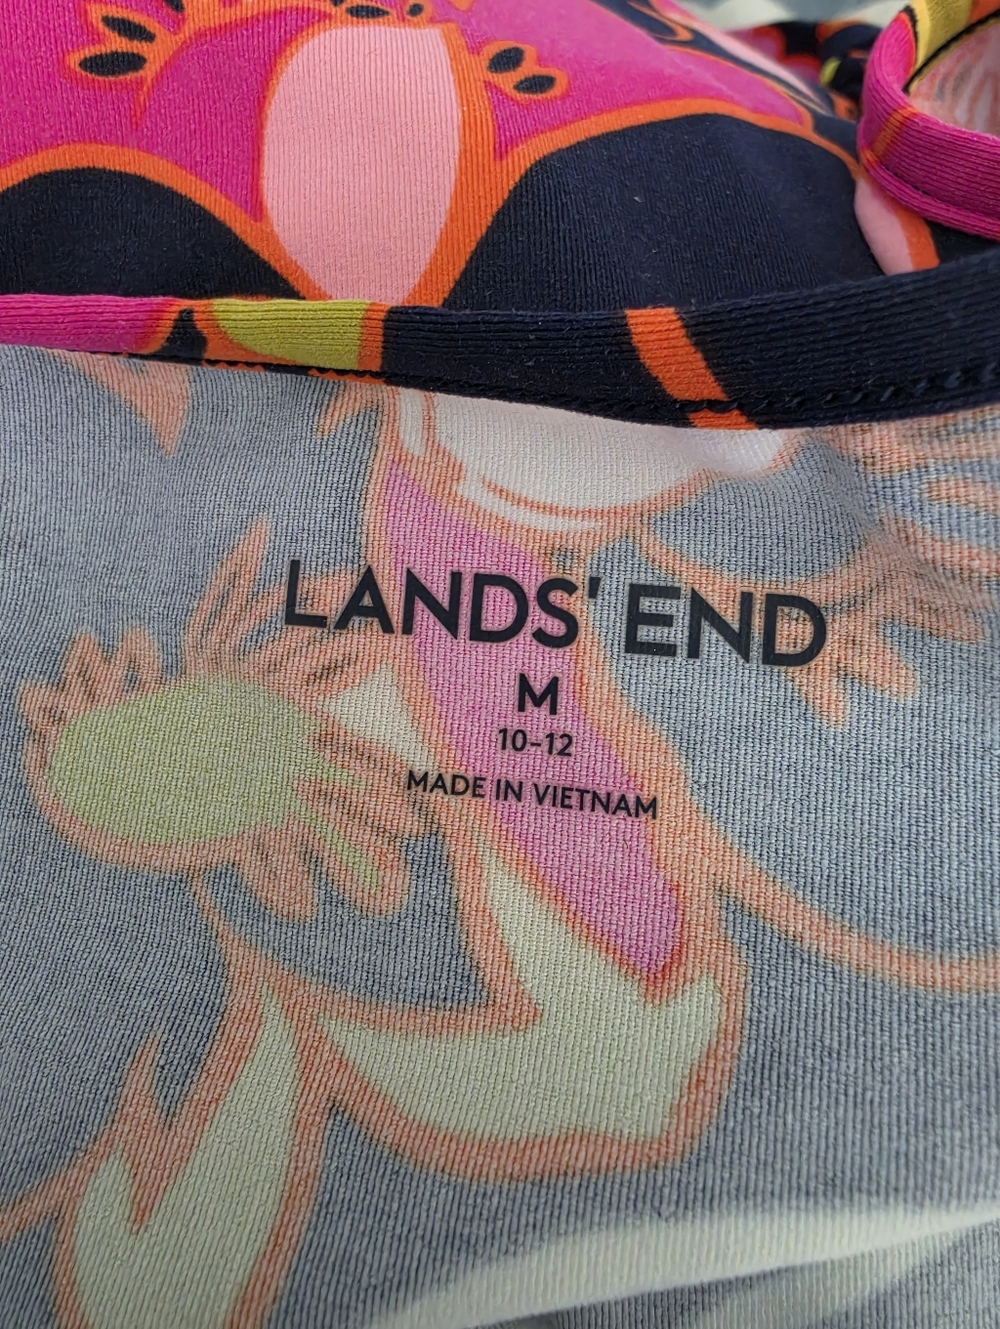 LANDS' END
M
10-12
MADE IN VIETNAM